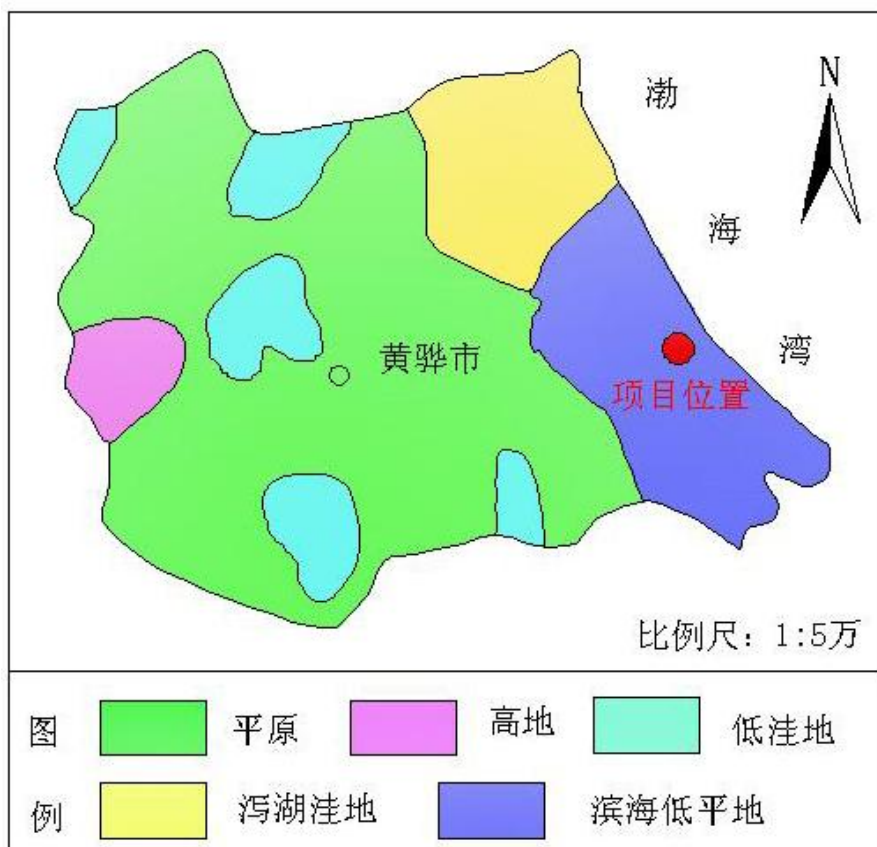 渤
N
海
湾
黄骅市
项目位置
比例尺：1:5万
图 平原 高地 低洼地
例 泻湖洼地 滨海低平地